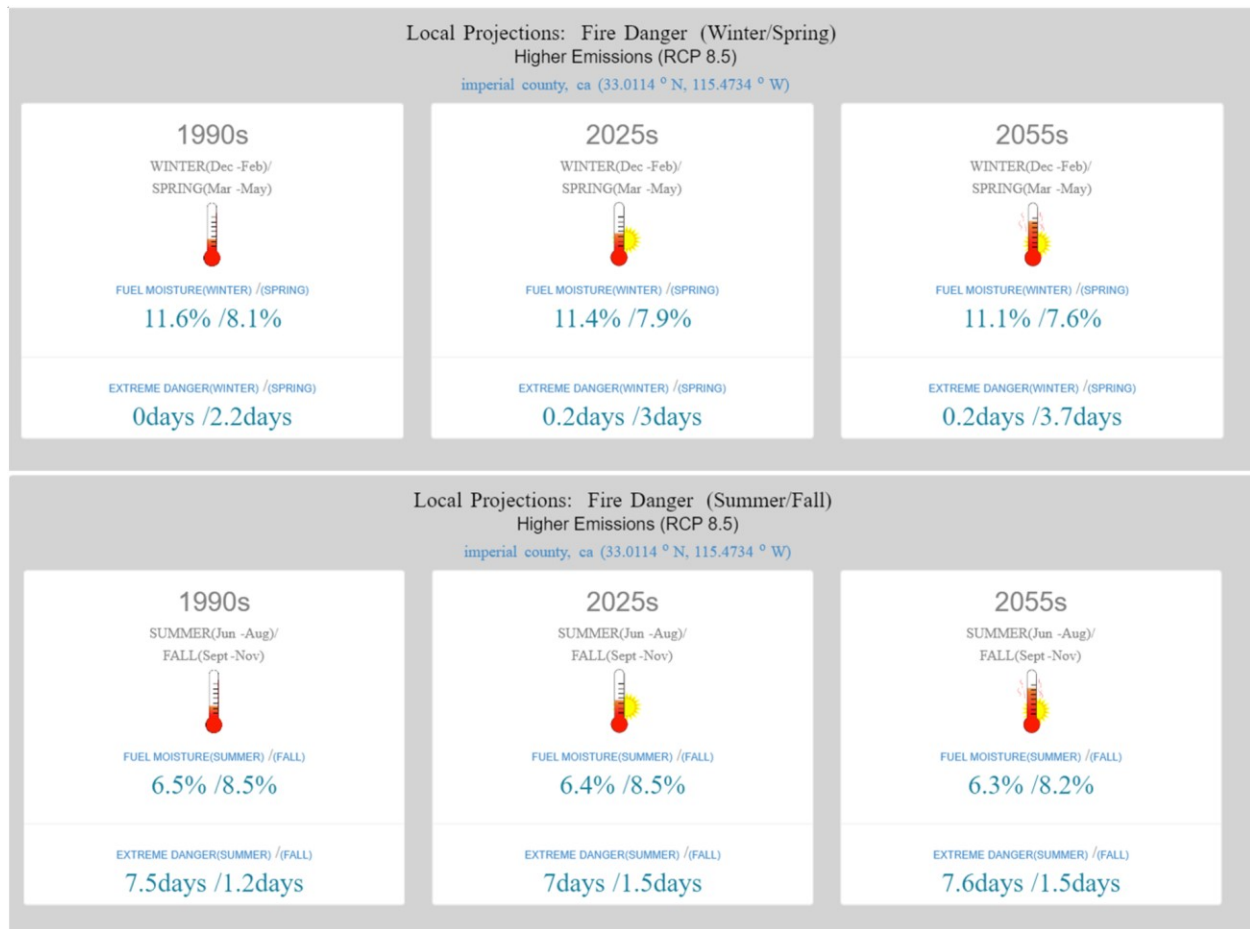 Local Projections: Fire Danger (Winter/Spring)
Higher Emissions (RCP 8.5)
imperial county, ca (33.0114 ° N, 115.4734 ° W)
1990s
WINTER(Dec -Feb)/
SPRING(Mar -May)
FUEL MOISTURE(WINTER) /(SPRING)
11.6% /8.1%
EXTREME DANGER(WINTER) /(SPRING)
0days /2.2days
2025s
WINTER(Dec -Feb)/
SPRING(Mar -May)
FUEL MOISTURE(WINTER) /(SPRING)
11.4% /7.9%
EXTREME DANGER(WINTER) /(SPRING)
0.2days /3days
2055s
WINTER(Dec -Feb)/
SPRING(Mar -May)
FUEL MOISTURE(WINTER) /(SPRING)
11.1% /7.6%
EXTREME DANGER(WINTER) /(SPRING)
0.2days /3.7days
Local Projections: Fire Danger (Summer/Fall)
Higher Emissions (RCP 8.5)
imperial county, ca (33.0114 ° N, 115.4734 ° W)
1990s
SUMMER(Jun -Aug)/
FALL(Sept -Nov)
FUEL MOISTURE(SUMMER) /(FALL)
6.5% /8.5%
EXTREME DANGER(SUMMER) /(FALL)
7.5days /1.2days
2025s
SUMMER(Jun -Aug)/
FALL(Sept -Nov)
FUEL MOISTURE(SUMMER) /(FALL)
6.4% /8.5%
EXTREME DANGER(SUMMER) /(FALL)
7days /1.5days
2055s
SUMMER(Jun -Aug)/
FALL(Sept -Nov)
FUEL MOISTURE(SUMMER) /(FALL)
6.3% /8.2%
EXTREME DANGER(SUMMER) /(FALL)
7.6days /1.5days